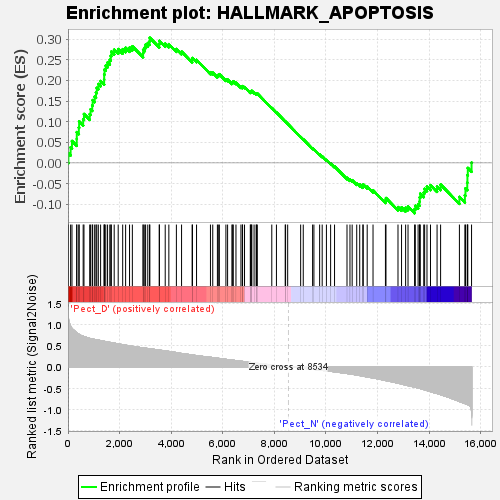 Enrichment plot: HALLMARK_APOPTOSIS
Enrichment score (ES)
0.30
0.25
0.20
0.15
0.10
0.05
0.00
-0.05
-0.10
Ranked list metric (Signal2Noise)
1.5
1.0
0.5
0.0
-0.5
-1.0
-1.5
'Pect_D' (positively correlated)
Zero cross at 8534
'Pect_N' (negatively correlated)
0 2,000 4,000 6,000 8,000 10,000 12,000 14,000 16,000
Rank in Ordered Dataset
Enrichment profile Hits Ranking metric scores